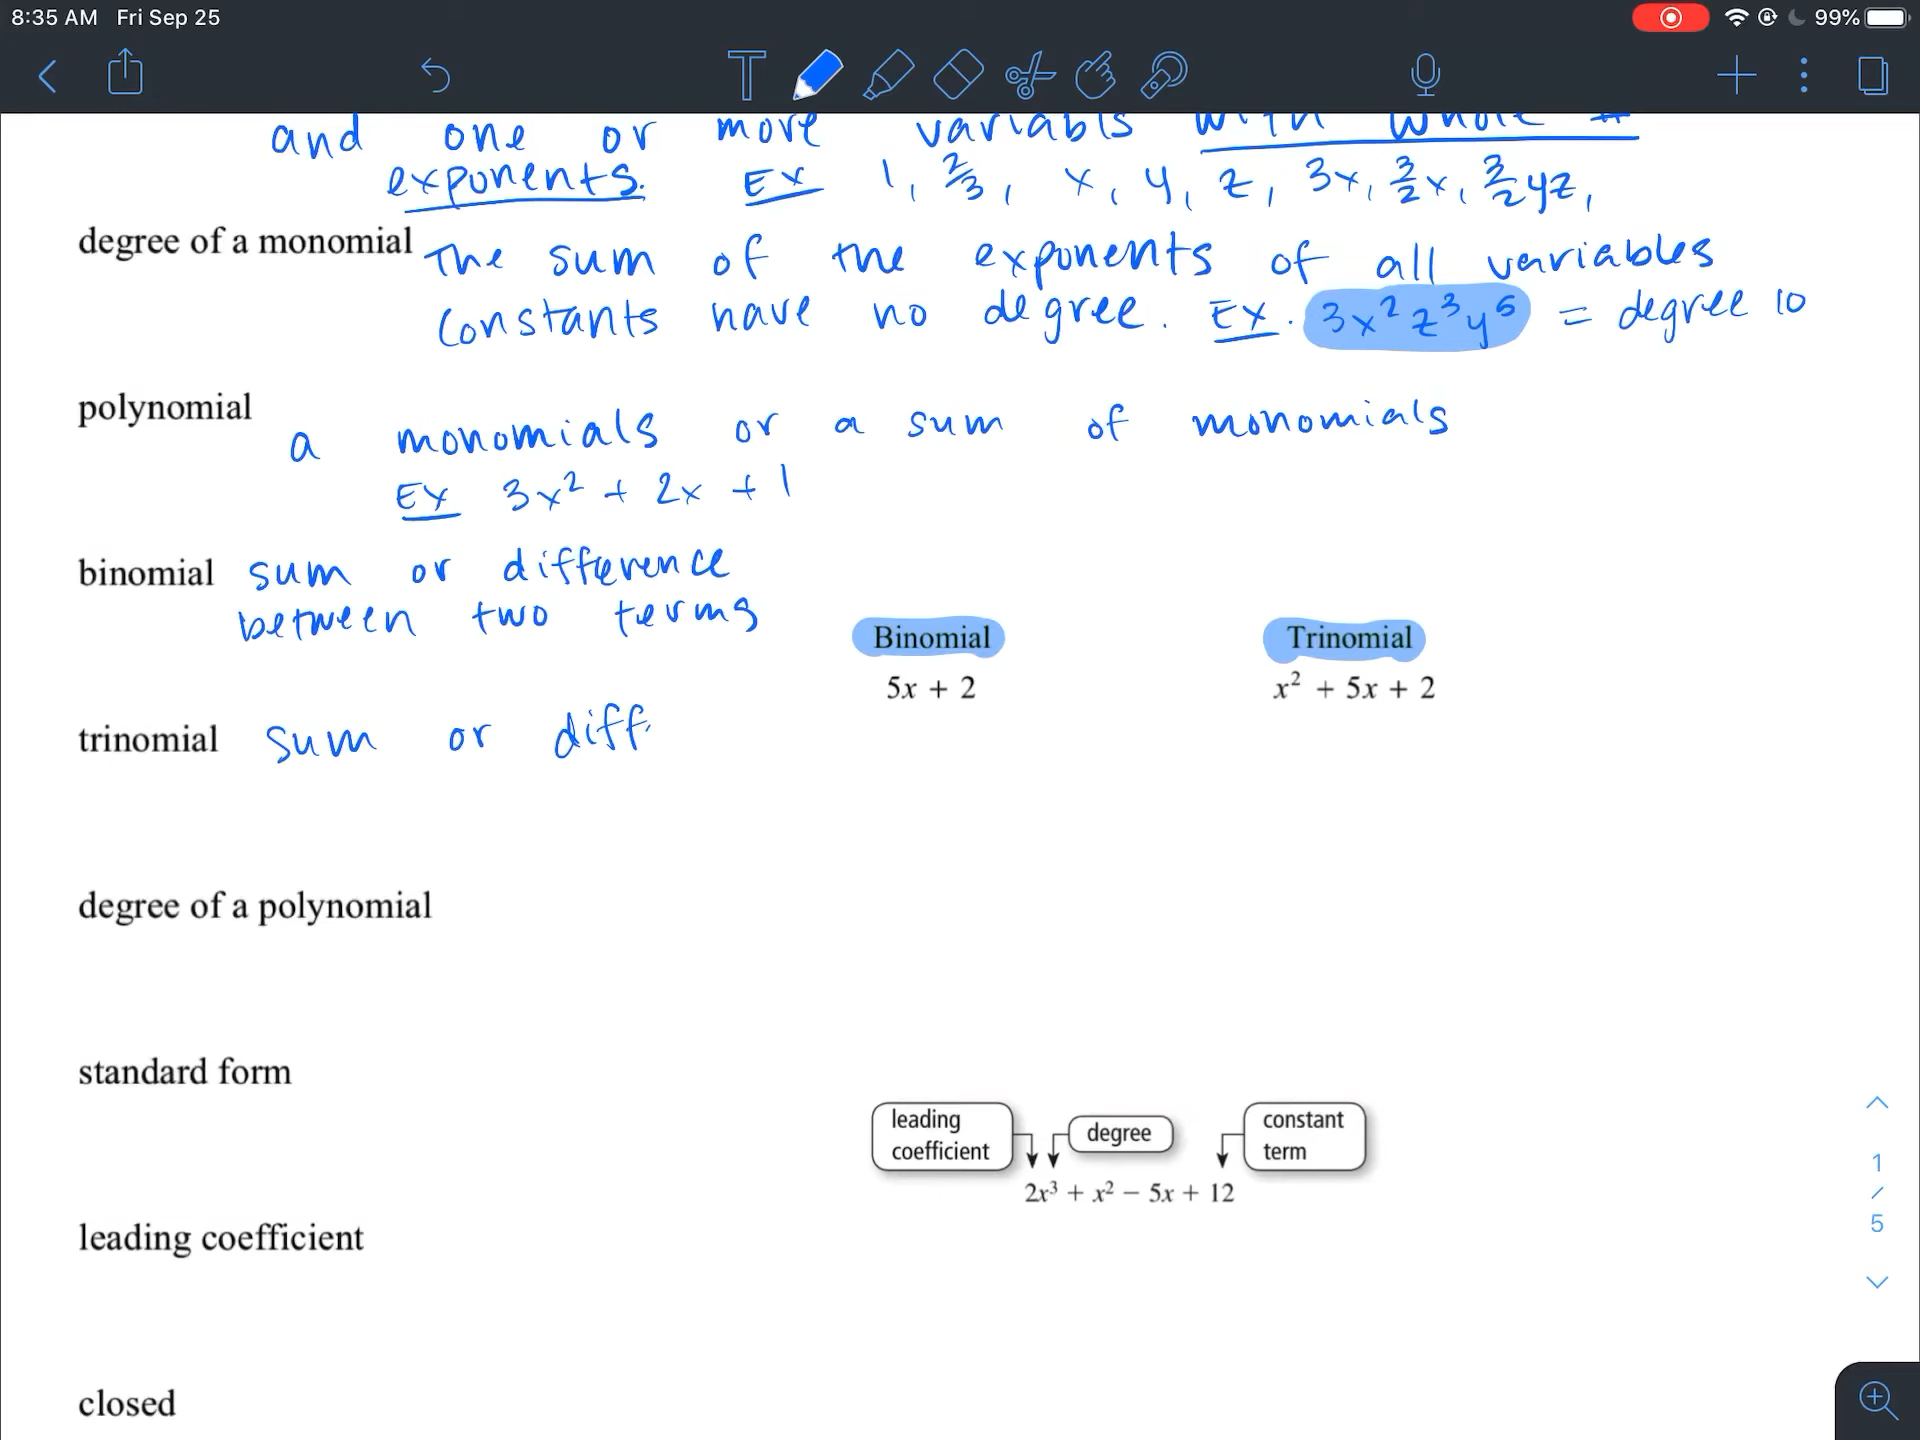 8:35 AM Fri Sep 25 99%
and one or more variabls with whole #
exponents. EX 1, 2/3, x, y, z, 3x, 3/2x, 3/2yz,
degree of a monomial The sum of the exponents of all variables
constants have no degree. EX. 3x²z³y⁵ = degree 10
polynomial a monomials or a sum of monomials
EX 3x² + 2x + 1
binomial sum or difference
between two terms
Binomial Trinomial
5x + 2 x² + 5x + 2
trinomial sum or diff.
degree of a polynomial
standard form
leading coefficient degree constant term
2x³ + x² − 5x + 12
leading coefficient
1 / 5
closed